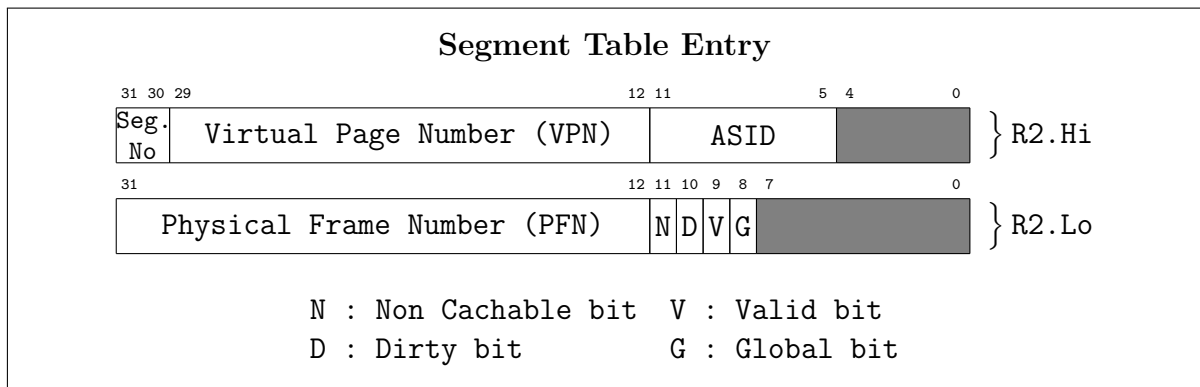 Segment Table Entry
31 30 29 12 11 5 4 0
Seg.
No
Virtual Page Number (VPN) ASID R2.Hi
31 12 11 10 9 8 7 0
Physical Frame Number (PFN) N D V G R2.Lo
N : Non Cachable bit V : Valid bit
D : Dirty bit G : Global bit